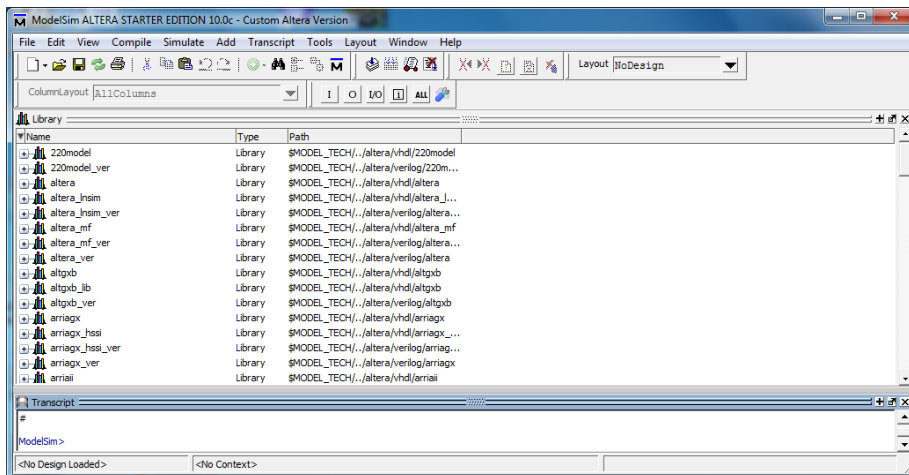 ModelSim ALTERA STARTER EDITION 10.0c - Custom Altera Version
File Edit View Compile Simulate Add Transcript Tools Layout Window Help
Layout NoDesign
ColumnLayout AllColumns
I O I/O ALL
Library
Name Type Path
220model Library $MODEL_TECH/../altera/vhdl/220model
220model_ver Library $MODEL_TECH/../altera/verilog/220m...
altera Library $MODEL_TECH/../altera/vhdl/altera
altera_lnsim Library $MODEL_TECH/../altera/vhdl/altera_l...
altera_lnsim_ver Library $MODEL_TECH/../altera/verilog/altera...
altera_mf Library $MODEL_TECH/../altera/vhdl/altera_mf
altera_mf_ver Library $MODEL_TECH/../altera/verilog/altera...
altera_ver Library $MODEL_TECH/../altera/verilog/altera
altgxb Library $MODEL_TECH/../altera/vhdl/altgxb
altgxb_lib Library $MODEL_TECH/../altera/vhdl/altgxb
altgxb_ver Library $MODEL_TECH/../altera/verilog/altgxb
arriagx Library $MODEL_TECH/../altera/vhdl/arriagx
arriagx_hssi Library $MODEL_TECH/../altera/vhdl/arriagx_...
arriagx_hssi_ver Library $MODEL_TECH/../altera/verilog/arriag...
arriagx_ver Library $MODEL_TECH/../altera/verilog/arriagx
arriaii Library $MODEL_TECH/../altera/vhdl/arriaii
Transcript
#
ModelSim>
<No Design Loaded> <No Context>